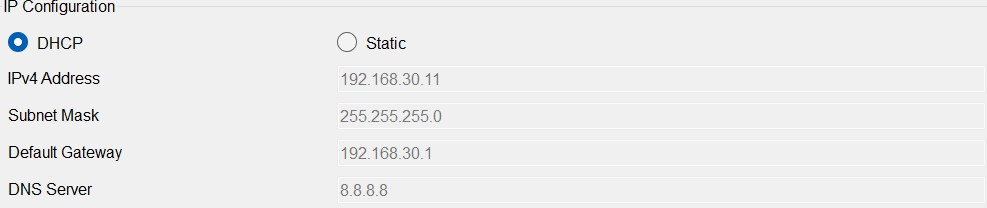 IP Configuration
DHCP Static
IPv4 Address 192.168.30.11
Subnet Mask 255.255.255.0
Default Gateway 192.168.30.1
DNS Server 8.8.8.8